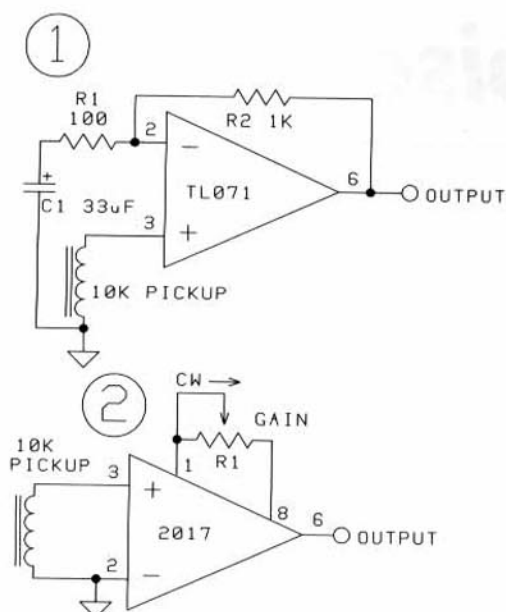 1
R1
100
R2 1K
2
-
6
TL071
OUTPUT
+
C1 33uF
3
+
10K PICKUP
2
CW →
GAIN
10K
PICKUP
R1
1
3
+
8
6
2017
OUTPUT
2
-